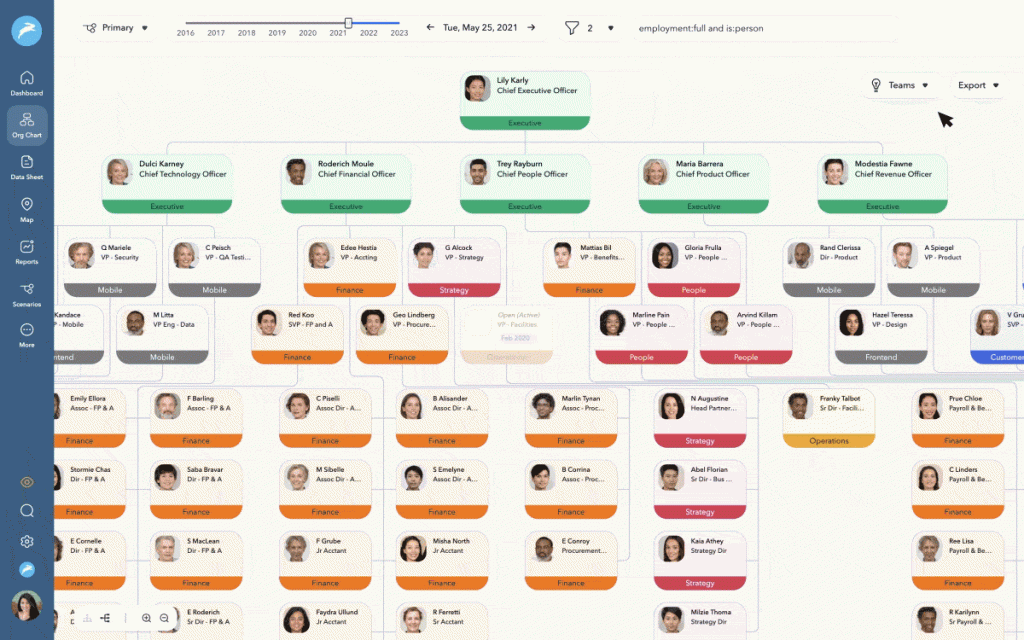 Primary
2016 2017 2018 2019 2020 2021 2022 2023
Tue, May 25, 2021
2
employment:full and is:person
Teams
Export
Dashboard
Org Chart
Data Sheet
Map
Reports
Scenarios
More
Lily Karly
Chief Executive Officer
Executive
Dulci Karney
Chief Technology Officer
Executive
Roderich Moule
Chief Financial Officer
Executive
Trey Rayburn
Chief People Officer
Executive
Maria Barrera
Chief Product Officer
Executive
Modestia Fawne
Chief Revenue Officer
Executive
Q Mariele
VP - Security
Mobile
C Peisch
VP - QA Testi...
Mobile
Edee Hestia
VP - Accting
Finance
G Alcock
VP - Strategy
Strategy
Mattias Bil
VP - Benefits...
Finance
Gloria Frulla
VP - People ...
People
Rand Clerissa
Dir - Product
Mobile
A Spiegel
VP - Product
Mobile
Kandace
VP - Mobile
ntend
M Litta
VP Eng - Data
Mobile
Red Koo
SVP - FP and A
Finance
Geo Lindberg
VP - Procure...
Finance
Open (Active)
VP - Facilities
Feb 2022
Marline Pain
VP - People ...
People
Arvind Killam
VP - People ...
People
Hazel Teressa
VP - Design
Frontend
V Gru
SVP -
Customer
Emily Ellora
Assoc - FP & A
Finance
F Barling
Assoc - FP & A
Finance
C Piselli
Assoc Dir - A...
Finance
B Alisander
Assoc Dir - A...
Finance
Marlin Tynan
Assoc - Proc...
Finance
N Augustine
Head Partner...
Strategy
Franky Talbot
Sr Dir - Facili...
Operations
Prue Chloe
Payroll & Be...
Finance
Stormie Chas
Dir - FP & A
Finance
Saba Bravar
Dir - FP & A
Finance
M Sibelle
Assoc Dir - A...
Finance
S Emelyne
Assoc Dir - A...
Finance
B Corrina
Assoc - Proc...
Finance
Abel Florian
Sr Dir - Bus ...
Strategy
C Linders
Payroll & Be...
Finance
E Cornelle
Dir - FP & A
Finance
S MacLean
Dir - FP & A
Finance
F Grube
Jr Acctant
Finance
Misha North
Jr Acctant
Finance
E Conroy
Procurement...
Finance
Kaia Athey
Strategy Dir
Strategy
Ree Lisa
Payroll & Be...
Finance
E Roderich
Sr Dir - FP & A
Faydra Ullund
Jr Acctant
R Ferretti
Sr Acctant
Milzie Thoma
Strategy Dir
R Karilynn
Sr Payroll & ...